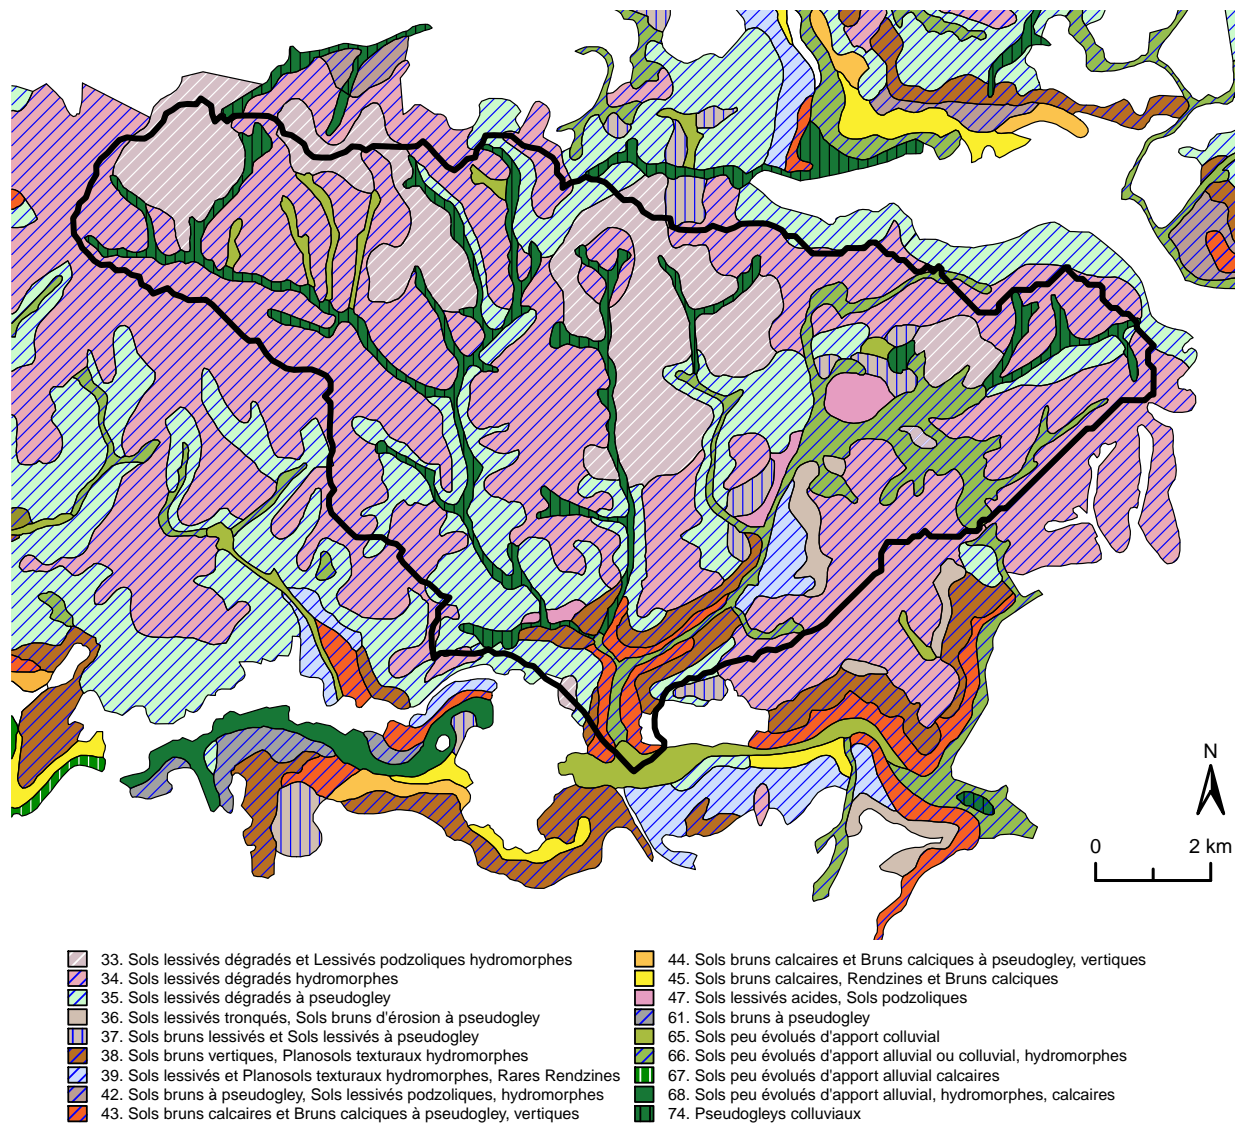 N
0 2 km
33. Sols lessivés dégradés et Lessivés podzoliques hydromorphes
34. Sols lessivés dégradés hydromorphes
35. Sols lessivés dégradés à pseudogley
36. Sols lessivés tronqués, Sols bruns d'érosion à pseudogley
37. Sols bruns lessivés et Sols lessivés à pseudogley
38. Sols bruns vertiques, Planosols texturaux hydromorphes
39. Sols lessivés et Planosols texturaux hydromorphes, Rares Rendzines
42. Sols bruns à pseudogley, Sols lessivés podzoliques, hydromorphes
43. Sols bruns calcaires et Bruns calciques à pseudogley, vertiques
44. Sols bruns calcaires et Bruns calciques à pseudogley, vertiques
45. Sols bruns calcaires, Rendzines et Bruns calciques
47. Sols lessivés acides, Sols podzoliques
61. Sols bruns à pseudogley
65. Sols peu évolués d'apport colluvial
66. Sols peu évolués d'apport alluvial ou colluvial, hydromorphes
67. Sols peu évolués d'apport alluvial calcaires
68. Sols peu évolués d'apport alluvial, hydromorphes, calcaires
74. Pseudogleys colluviaux